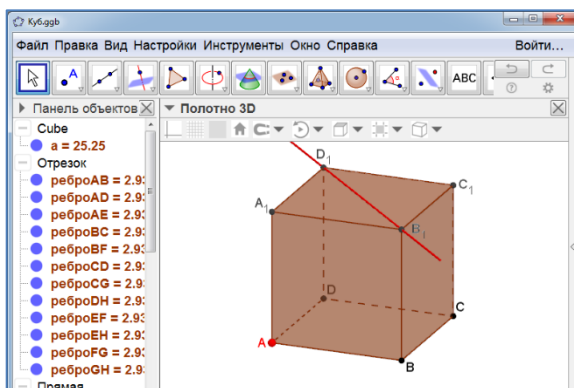 Куб.ggb
Файл Правка Вид Настройки Инструменты Окно Справка Войти...
ABC
Панель объектов
Полотно 3D
Cube
a = 25.25
Отрезок
реброAB = 2.93
реброAD = 2.93
реброAE = 2.93
реброBC = 2.93
реброBF = 2.93
реброCD = 2.93
реброCG = 2.93
реброDH = 2.93
реброEF = 2.93
реброEH = 2.93
реброFG = 2.93
реброGH = 2.93
Прямая
D₁
C₁
A₁
B₁
D
C
A
B